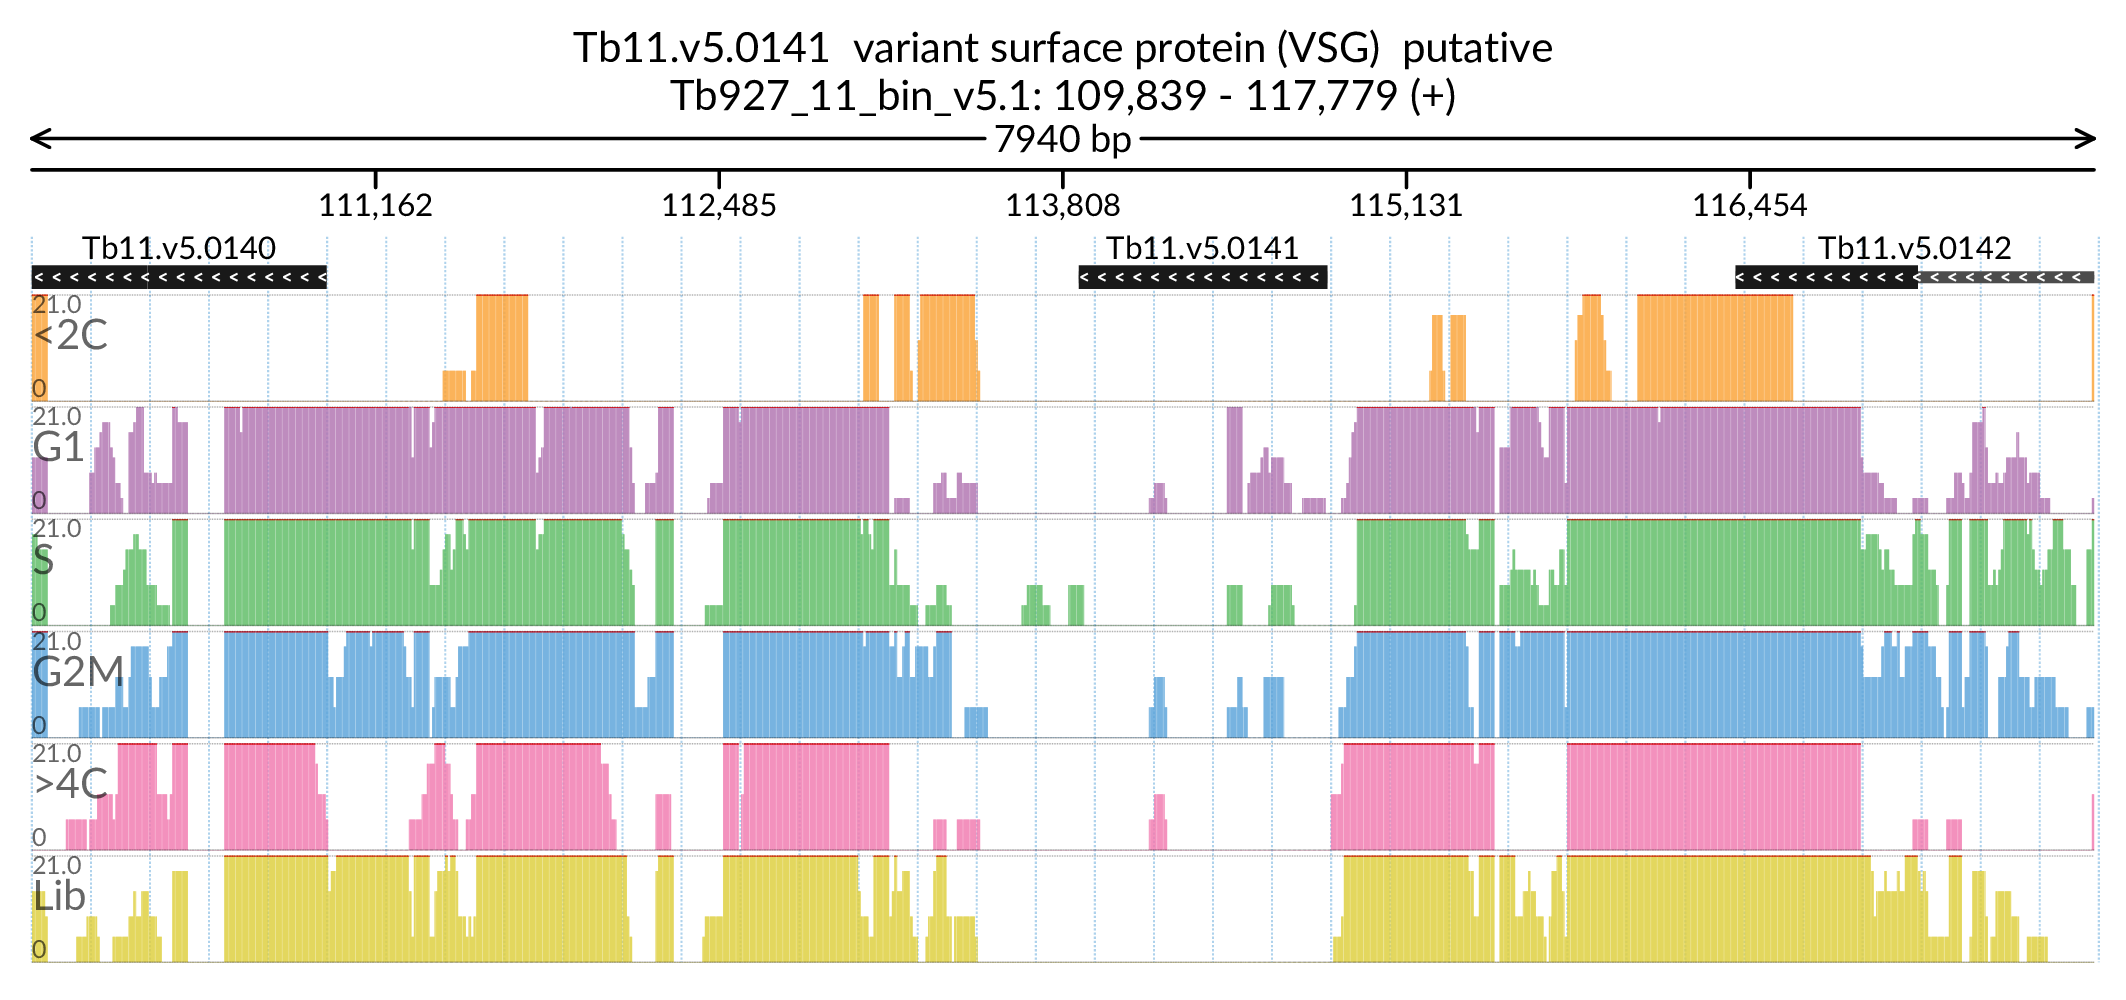 Tb11.v5.0141 variant surface protein (VSG) putative
Tb927_11_bin_v5.1: 109,839 - 117,779 (+)
7940 bp
111,162 112,485 113,808 115,131 116,454
Tb11.v5.0140 Tb11.v5.0141 Tb11.v5.0142
21.0
<2C
0
21.0
G1
0
21.0
S
0
21.0
G2M
0
21.0
>4C
0
21.0
Lib
0